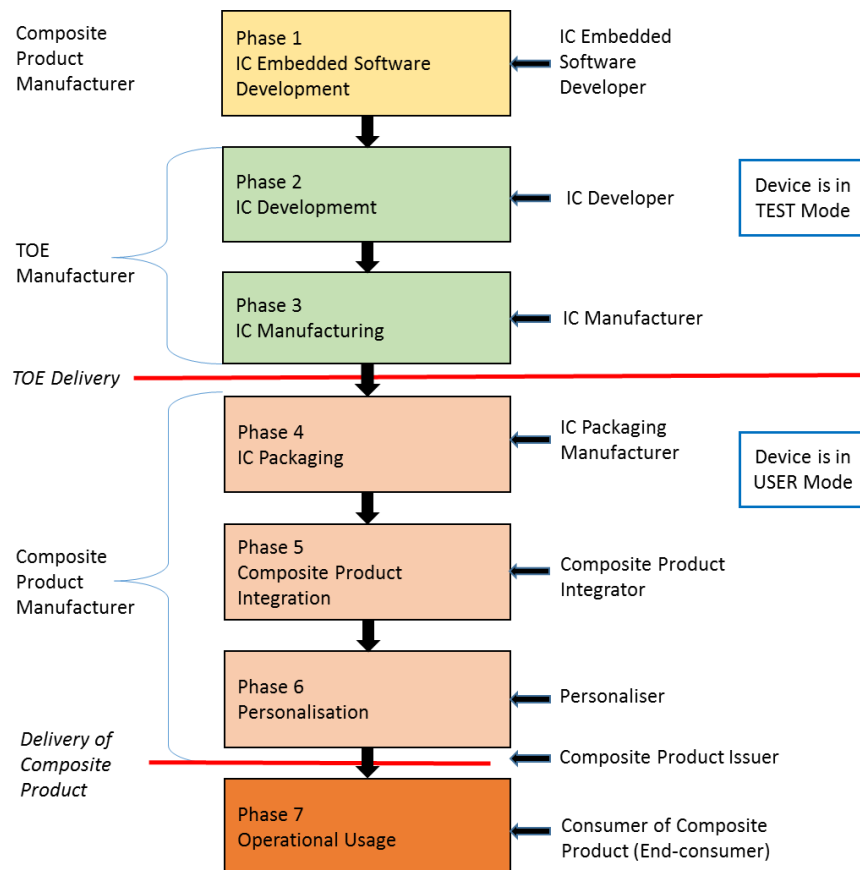 Composite
Product
Manufacturer
Phase 1
IC Embedded Software
Development
IC Embedded
Software
Developer
Phase 2
IC Developmemt
IC Developer
Device is in
TEST Mode
TOE
Manufacturer
Phase 3
IC Manufacturing
IC Manufacturer
TOE Delivery
Phase 4
IC Packaging
IC Packaging
Manufacturer
Device is in
USER Mode
Composite
Product
Manufacturer
Phase 5
Composite Product
Integration
Composite Product
Integrator
Phase 6
Personalisation
Personaliser
Delivery of
Composite
Product
Composite Product Issuer
Phase 7
Operational Usage
Consumer of Composite
Product (End-consumer)